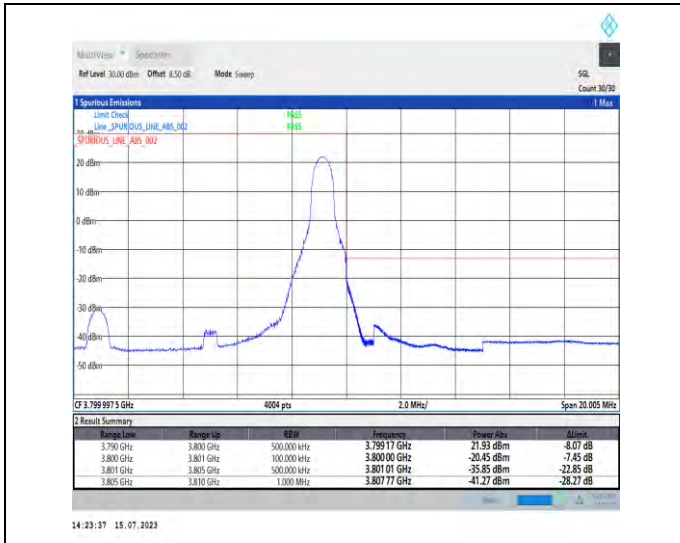 MultiView Spectrum
Ref Level 30.00 dBm Offset 8.50 dB Mode Sweep SGL
Count 30/30
1 Spurious Emissions 1 Max
Limit Check PASS
Line _SPURIOUS_LINE_ABS_002 PASS
_SPURIOUS_LINE_ABS_002
20 dBm
10 dBm
0 dBm
-10 dBm
-20 dBm
-30 dBm
-40 dBm
-50 dBm
CF 3.799 997 5 GHz 4004 pts 2.0 MHz/ Span 20.005 MHz
2 Result Summary
Range Low Range Up RBW Frequency Power Abs ΔLimit
3.790 GHz 3.800 GHz 500.000 kHz 3.799 17 GHz 21.93 dBm -8.07 dB
3.800 GHz 3.801 GHz 100.000 kHz 3.800 00 GHz -20.45 dBm -7.45 dB
3.801 GHz 3.805 GHz 500.000 kHz 3.801 01 GHz -35.85 dBm -22.85 dB
3.805 GHz 3.810 GHz 1.000 MHz 3.807 77 GHz -41.27 dBm -28.27 dB
14:23:37 15.07.2023